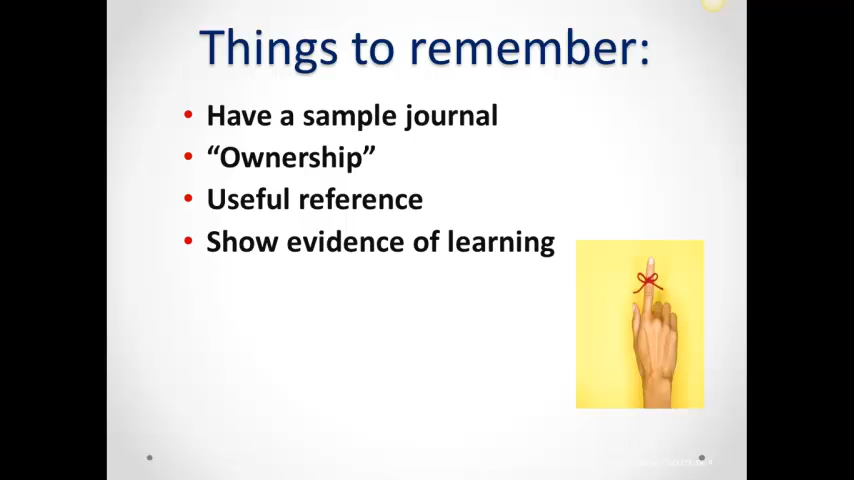 Things to remember:
• Have a sample journal
• “Ownership”
• Useful reference
• Show evidence of learning